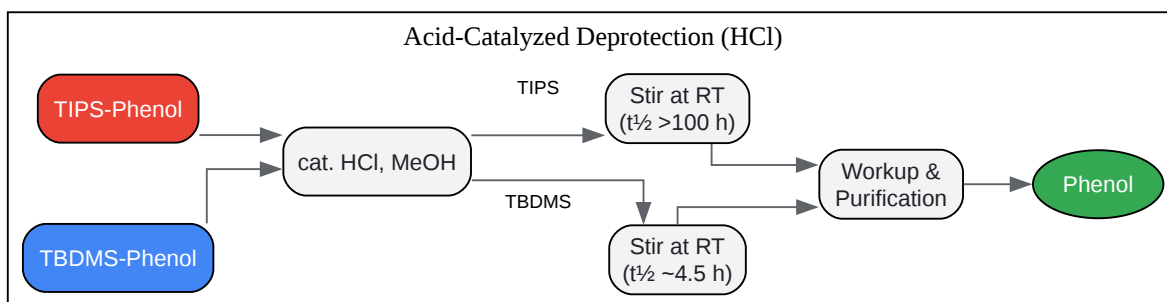 Acid-Catalyzed Deprotection (HCl)
TIPS-Phenol
TIPS
Stir at RT
(t½ >100 h)
cat. HCl, MeOH
Workup &
Purification
Phenol
TBDMS
TBDMS-Phenol
Stir at RT
(t½ ~4.5 h)